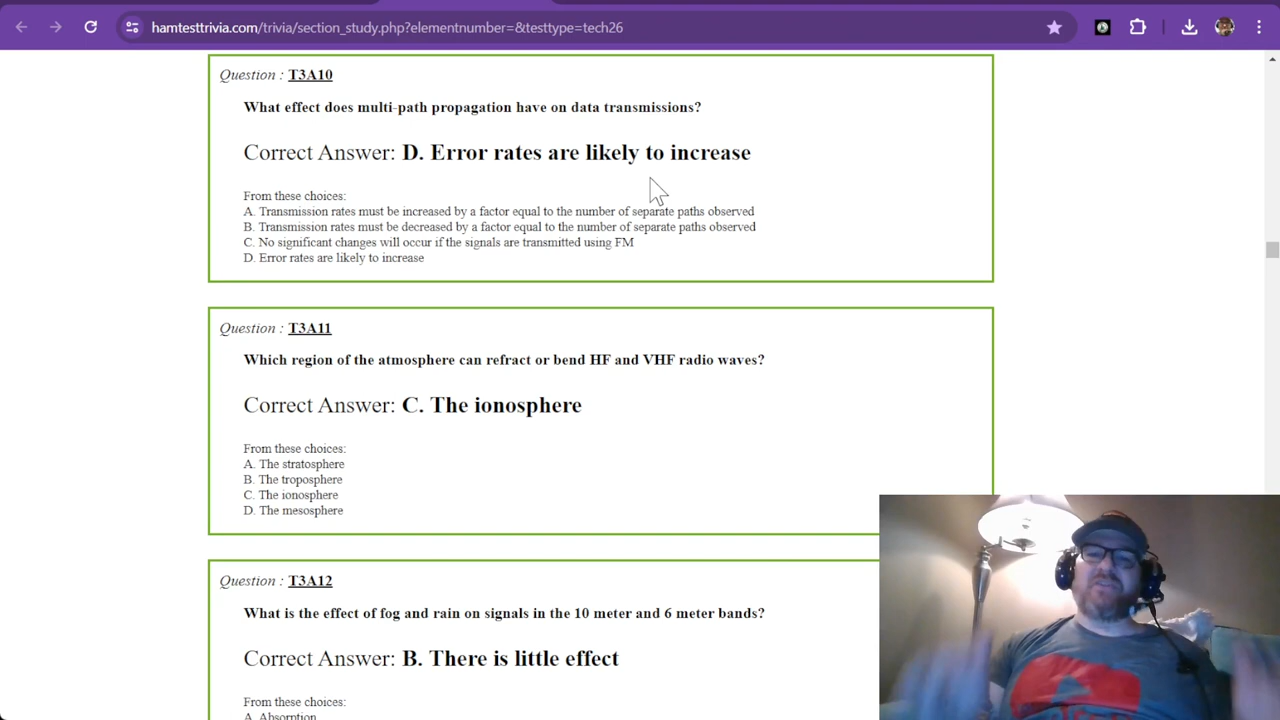 hamtesttrivia.com/trivia/section_study.php?elementnumber=&testtype=tech26
Question : T3A10
What effect does multi-path propagation have on data transmissions?
Correct Answer: D. Error rates are likely to increase
From these choices:
A. Transmission rates must be increased by a factor equal to the number of separate paths observed
B. Transmission rates must be decreased by a factor equal to the number of separate paths observed
C. No significant changes will occur if the signals are transmitted using FM
D. Error rates are likely to increase
Question : T3A11
Which region of the atmosphere can refract or bend HF and VHF radio waves?
Correct Answer: C. The ionosphere
From these choices:
A. The stratosphere
B. The troposphere
C. The ionosphere
D. The mesosphere
Question : T3A12
What is the effect of fog and rain on signals in the 10 meter and 6 meter bands?
Correct Answer: B. There is little effect
From these choices:
A. Absorption